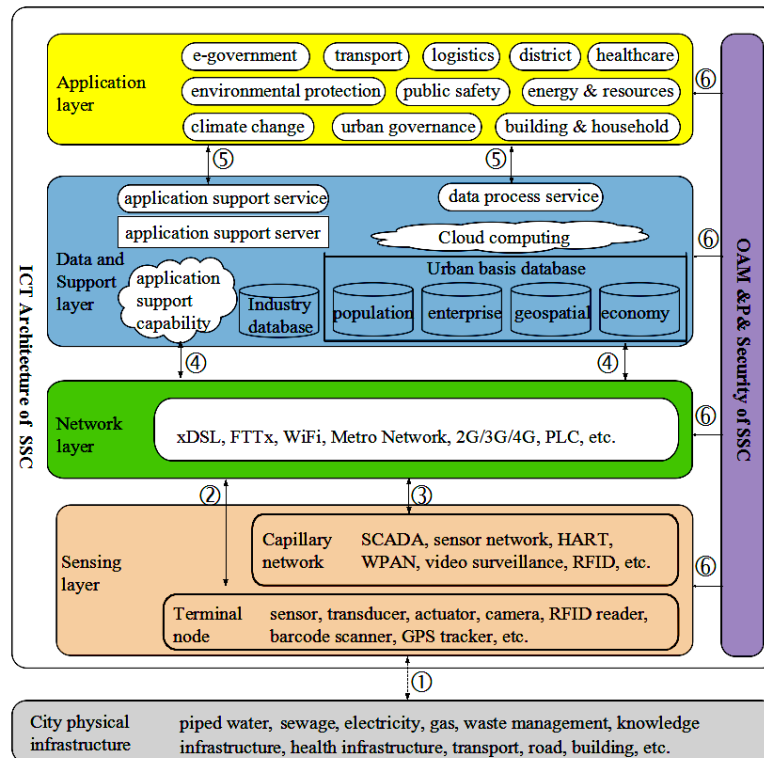 e-government transport logistics district healthcare
Application
layer
⑥
environmental protection public safety energy & resources
climate change urban governance building & household
⑤ ⑤
application support service data process service
application support server Cloud computing
⑥
Data and
Support
layer
Urban basis database
application
support
capability
Industry
database
population enterprise geospatial economy
④ ④
ICT Architecture of SSC
OAM &P& Security of SSC
Network
layer
xDSL, FTTx, WiFi, Metro Network, 2G/3G/4G, PLC, etc.
⑥
② ③
Sensing
layer
Capillary
network
SCADA, sensor network, HART,
WPAN, video surveillance, RFID, etc.
⑥
Terminal
node
sensor, transducer, actuator, camera, RFID reader,
barcode scanner, GPS tracker, etc.
①
City physical
infrastructure
piped water, sewage, electricity, gas, waste management, knowledge
infrastructure, health infrastructure, transport, road, building, etc.